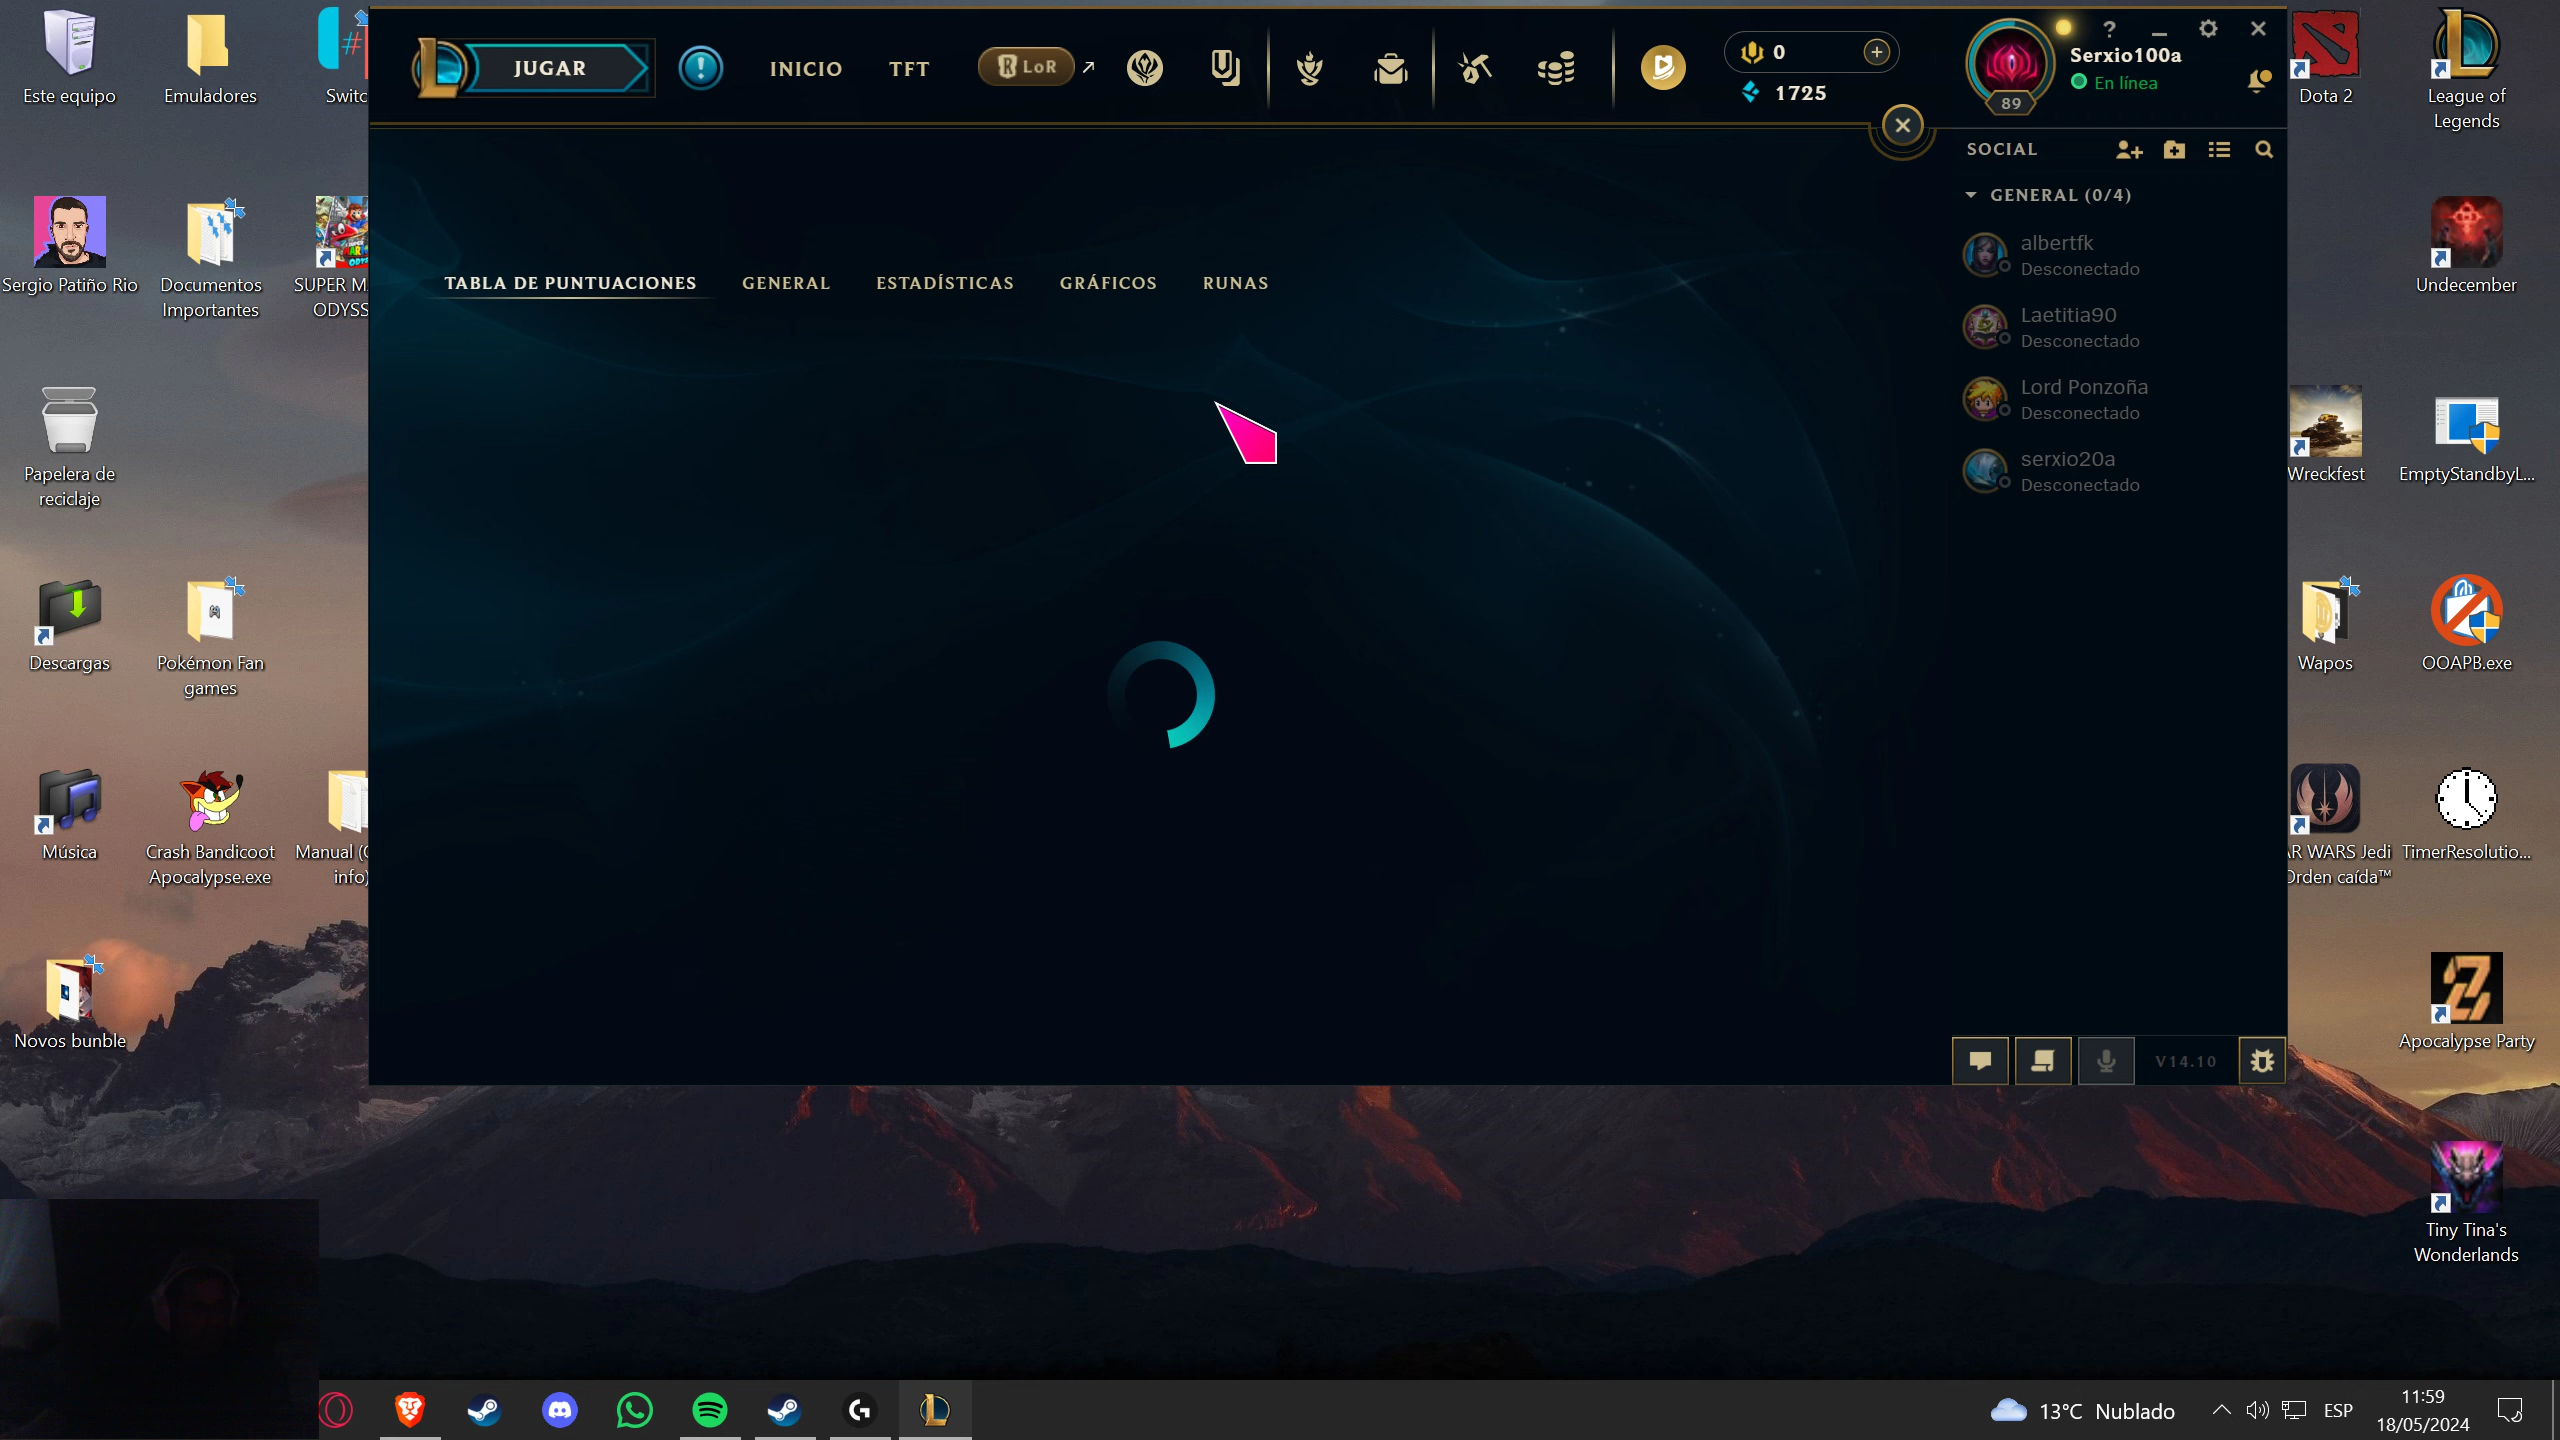 Este equipo
Emuladores
Switc
Sergio Patiño Rio
Documentos
Importantes
SUPER MA
ODYSS
Papelera de
reciclaje
Descargas
Pokémon Fan
games
Música
Crash Bandicoot
Apocalypse.exe
Manual (C
info)
Novos bunble
JUGAR
INICIO
TFT
LoR
0
1725
Serxio100a
En línea
89
SOCIAL
GENERAL (0/4)
albertfk
Desconectado
Laetitia90
Desconectado
Lord Ponzoña
Desconectado
serxio20a
Desconectado
TABLA DE PUNTUACIONES
GENERAL
ESTADÍSTICAS
GRÁFICOS
RUNAS
V14.10
Dota 2
League of
Legends
Undecember
Wreckfest
EmptyStandbyL...
Wapos
OOAPB.exe
AR WARS Jedi
Orden caída™
TimerResolutio...
Apocalypse Party
Tiny Tina's
Wonderlands
13°C Nublado
ESP
11:59
18/05/2024